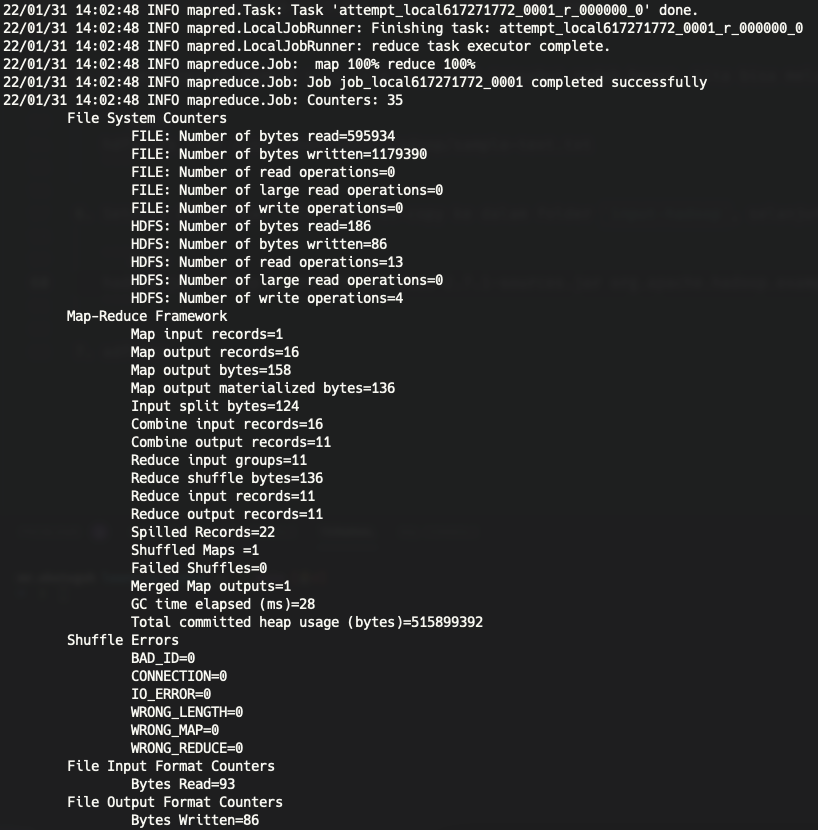 22/01/31 14:02:48 INFO mapred.Task: Task 'attempt_local617271772_0001_r_000000_0' done.
22/01/31 14:02:48 INFO mapred.LocalJobRunner: Finishing task: attempt_local617271772_0001_r_000000_0
22/01/31 14:02:48 INFO mapred.LocalJobRunner: reduce task executor complete.
22/01/31 14:02:48 INFO mapreduce.Job:  map 100% reduce 100%
22/01/31 14:02:48 INFO mapreduce.Job: Job job_local617271772_0001 completed successfully
22/01/31 14:02:48 INFO mapreduce.Job: Counters: 35
File System Counters
FILE: Number of bytes read=595934
FILE: Number of bytes written=1179390
FILE: Number of read operations=0
FILE: Number of large read operations=0
FILE: Number of write operations=0
HDFS: Number of bytes read=186
HDFS: Number of bytes written=86
HDFS: Number of read operations=13
HDFS: Number of large read operations=0
HDFS: Number of write operations=4
Map-Reduce Framework
Map input records=1
Map output records=16
Map output bytes=158
Map output materialized bytes=136
Input split bytes=124
Combine input records=16
Combine output records=11
Reduce input groups=11
Reduce shuffle bytes=136
Reduce input records=11
Reduce output records=11
Spilled Records=22
Shuffled Maps =1
Failed Shuffles=0
Merged Map outputs=1
GC time elapsed (ms)=28
Total committed heap usage (bytes)=515899392
Shuffle Errors
BAD_ID=0
CONNECTION=0
IO_ERROR=0
WRONG_LENGTH=0
WRONG_MAP=0
WRONG_REDUCE=0
File Input Format Counters
Bytes Read=93
File Output Format Counters
Bytes Written=86